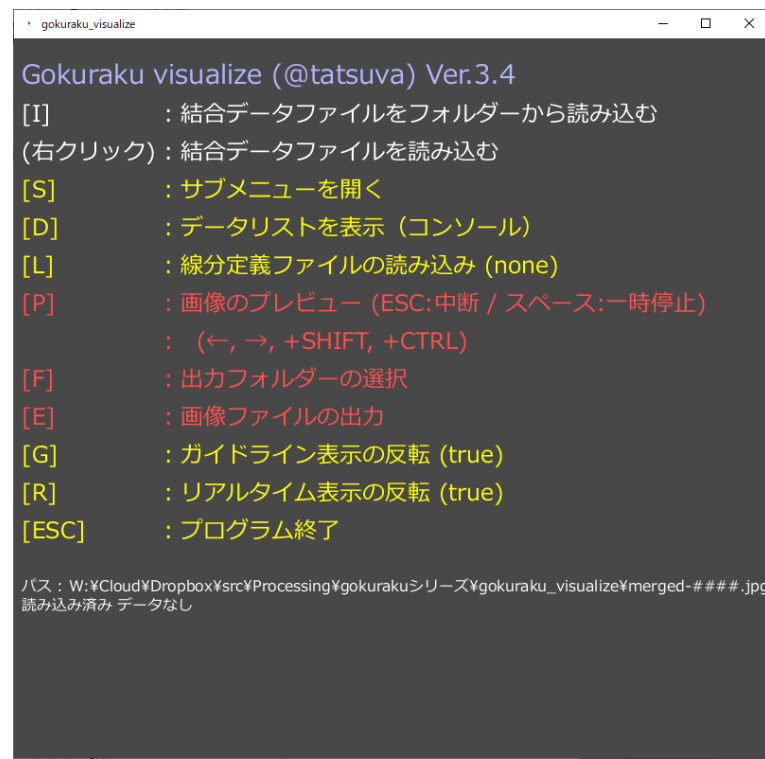 gokuraku_visualize
Gokuraku visualize (@tatsuva) Ver.3.4
[I] : 結合データファイルをフォルダーから読み込む
(右クリック) : 結合データファイルを読み込む
[S] : サブメニューを開く
[D] : データリストを表示（コンソール）
[L] : 線分定義ファイルの読み込み (none)
[P] : 画像のプレビュー (ESC:中断 / スペース:一時停止)
: (←, →, +SHIFT, +CTRL)
[F] : 出力フォルダーの選択
[E] : 画像ファイルの出力
[G] : ガイドライン表示の反転 (true)
[R] : リアルタイム表示の反転 (true)
[ESC] : プログラム終了
パス : W:¥Cloud¥Dropbox¥src¥Processing¥gokurakuシリーズ¥gokuraku_visualize¥merged-####.jpg
読み込み済み データなし